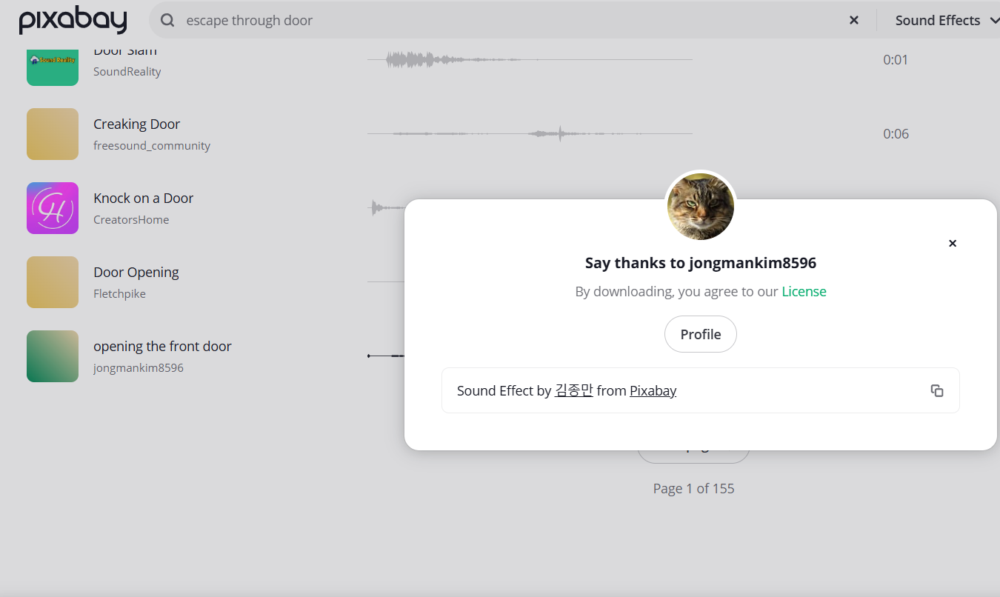 pixabay
escape through door
Sound Effects
Door Slam
SoundReality
Sound Reality
0:01
Creaking Door
freesound_community
0:06
Knock on a Door
CreatorsHome
Door Opening
Fletchpike
opening the front door
jongmankim8596
Say thanks to jongmankim8596
By downloading, you agree to our License
Profile
Sound Effect by 김종만 from Pixabay
Page 1 of 155